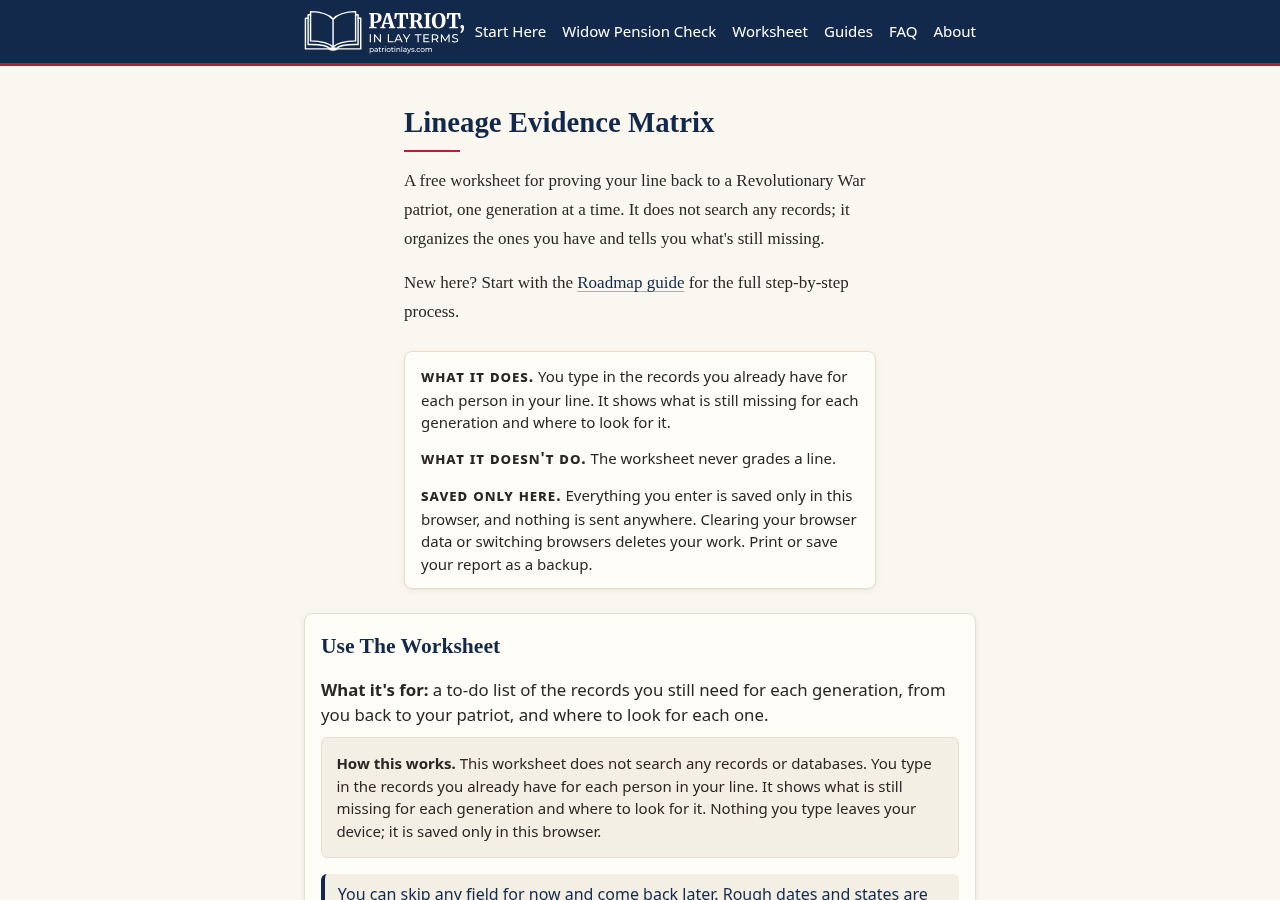 PATRIOT,
IN LAY TERMS
patriotinlays.com
Start Here Widow Pension Check Worksheet Guides FAQ About
Lineage Evidence Matrix
A free worksheet for proving your line back to a Revolutionary War
patriot, one generation at a time. It does not search any records; it
organizes the ones you have and tells you what's still missing.
New here? Start with the Roadmap guide for the full step-by-step
process.
WHAT IT DOES. You type in the records you already have for
each person in your line. It shows what is still missing for each
generation and where to look for it.
WHAT IT DOESN'T DO. The worksheet never grades a line.
SAVED ONLY HERE. Everything you enter is saved only in this
browser, and nothing is sent anywhere. Clearing your browser
data or switching browsers deletes your work. Print or save
your report as a backup.
Use The Worksheet
What it's for: a to-do list of the records you still need for each generation, from
you back to your patriot, and where to look for each one.
How this works. This worksheet does not search any records or databases. You type
in the records you already have for each person in your line. It shows what is still
missing for each generation and where to look for it. Nothing you type leaves your
device; it is saved only in this browser.
You can skip any field for now and come back later. Rough dates and states are